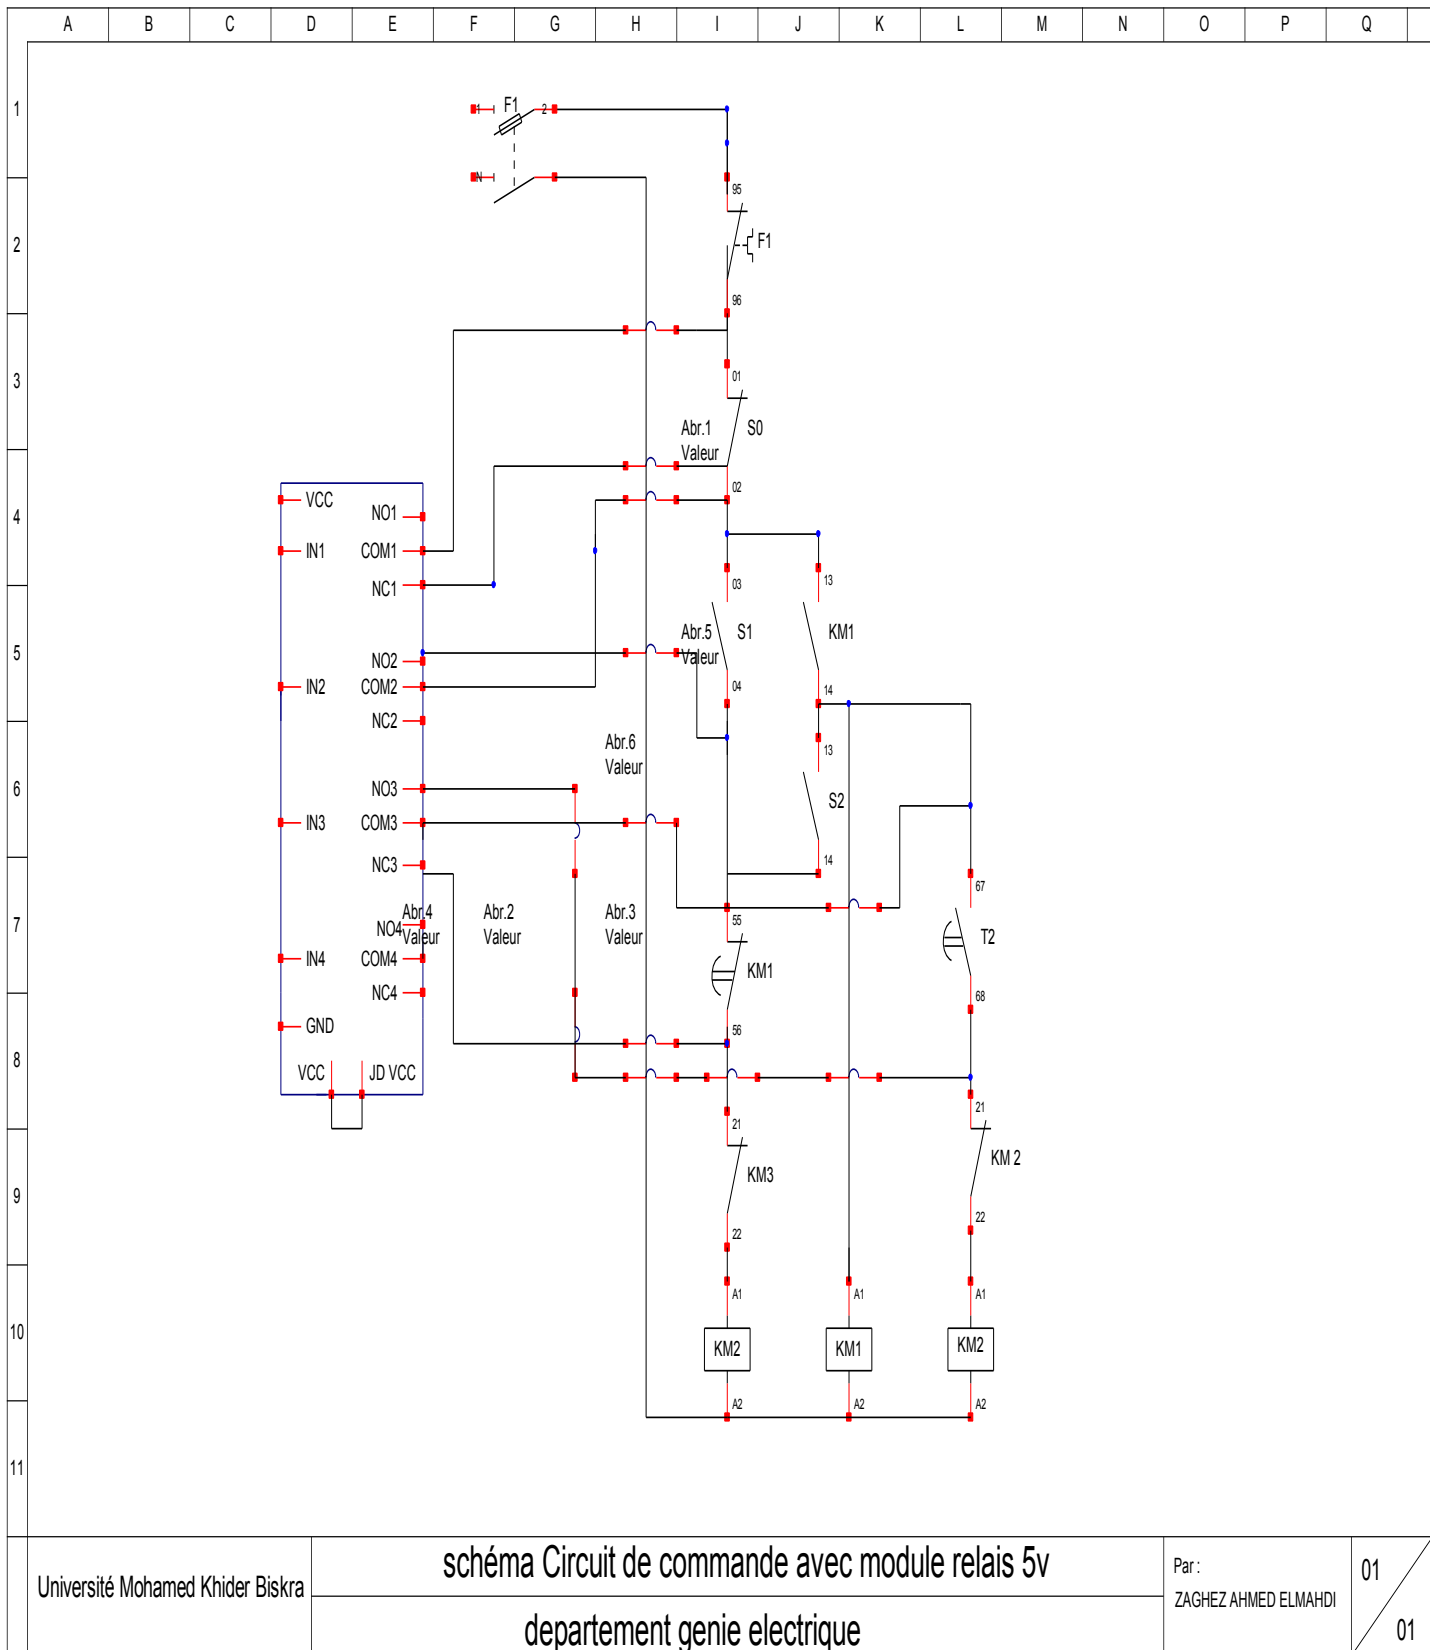 A B C D E F G H I J K L M N O P Q
1
2
3
4
5
6
7
8
9
10
11
1 F1 2
N
95
F1
96
01
Abr.1 S0
Valeur
02
VCC
NO1
IN1 COM1
NC1
03 13
Abr.5 S1 KM1
Valeur
04 14
NO2
IN2 COM2
NC2
Abr.6
Valeur
13
S2
14
NO3
IN3 COM3
NC3
67
Abr.4 Abr.2 Abr.3
Valeur Valeur Valeur
55
NO4
T2
IN4 COM4
KM1
NC4
68
GND
56
VCC JD VCC
21 21
KM3 KM 2
22 22
A1 A1 A1
KM2 KM1 KM2
A2 A2 A2
Université Mohamed Khider Biskra
schéma Circuit de commande avec module relais 5v
departement genie electrique
Par :
ZAGHEZ AHMED ELMAHDI
01
01